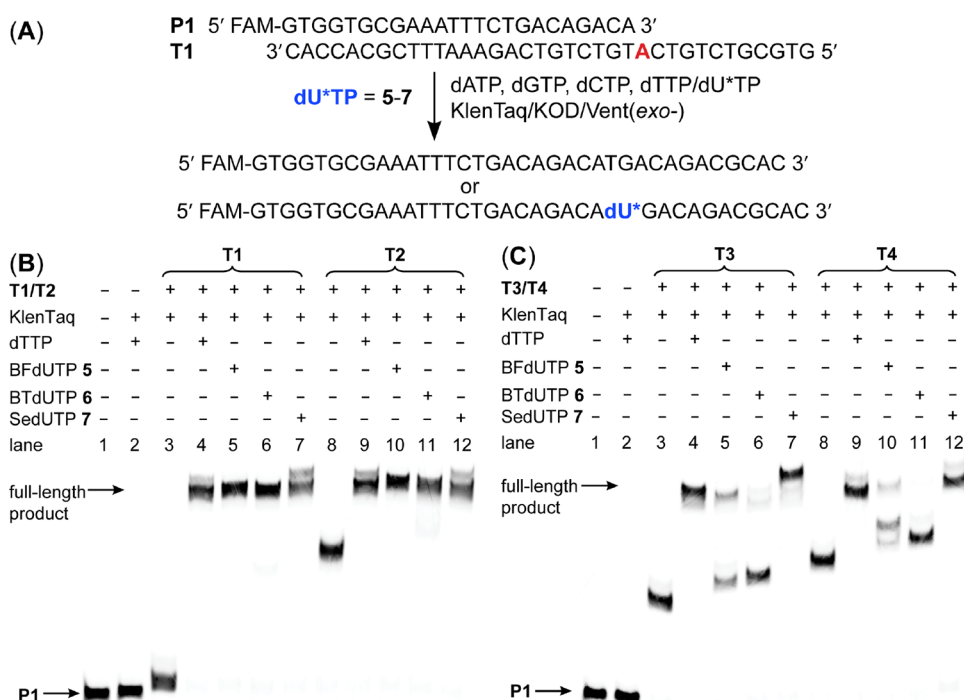 (A)
P1 5′ FAM-GTGGTGCGAAATTTCTGACAGACA 3′
T1 3′CACCACGCTTTAAAGACTGTCTGTACTGTCTGCGTG 5′
dU*TP = 5-7
dATP, dGTP, dCTP, dTTP/dU*TP
KlenTaq/KOD/Vent(exo-)
5′ FAM-GTGGTGCGAAATTTCTGACAGACATGACAGACGCAC 3′
or
5′ FAM-GTGGTGCGAAATTTCTGACAGACAdU*GACAGACGCAC 3′
(B)
T1 T2
T1/T2 – – + + + + + + + + + +
KlenTaq – + + + + + + + + + + +
dTTP – + – + – – – – + – – –
BFdUTP 5 – – – – + – – – – + – –
BTdUTP 6 – – – – – + – – – – + –
SedUTP 7 – – – – – – + – – – – +
lane 1 2 3 4 5 6 7 8 9 10 11 12
full-length
product
P1
(C)
T3 T4
T3/T4 – – + + + + + + + + + +
KlenTaq – + + + + + + + + + + +
dTTP – + – + – – – – + – – –
BFdUTP 5 – – – – + – – – – + – –
BTdUTP 6 – – – – – + – – – – + –
SedUTP 7 – – – – – – + – – – – +
lane 1 2 3 4 5 6 7 8 9 10 11 12
full-length
product
P1